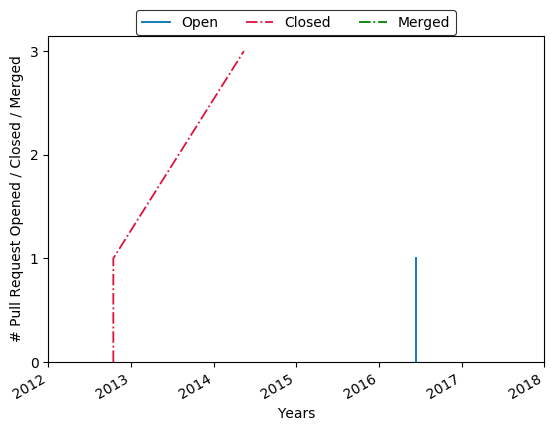 Open Closed Merged
# Pull Request Opened / Closed / Merged
3
2
1
0
2012 2013 2014 2015 2016 2017 2018
Years